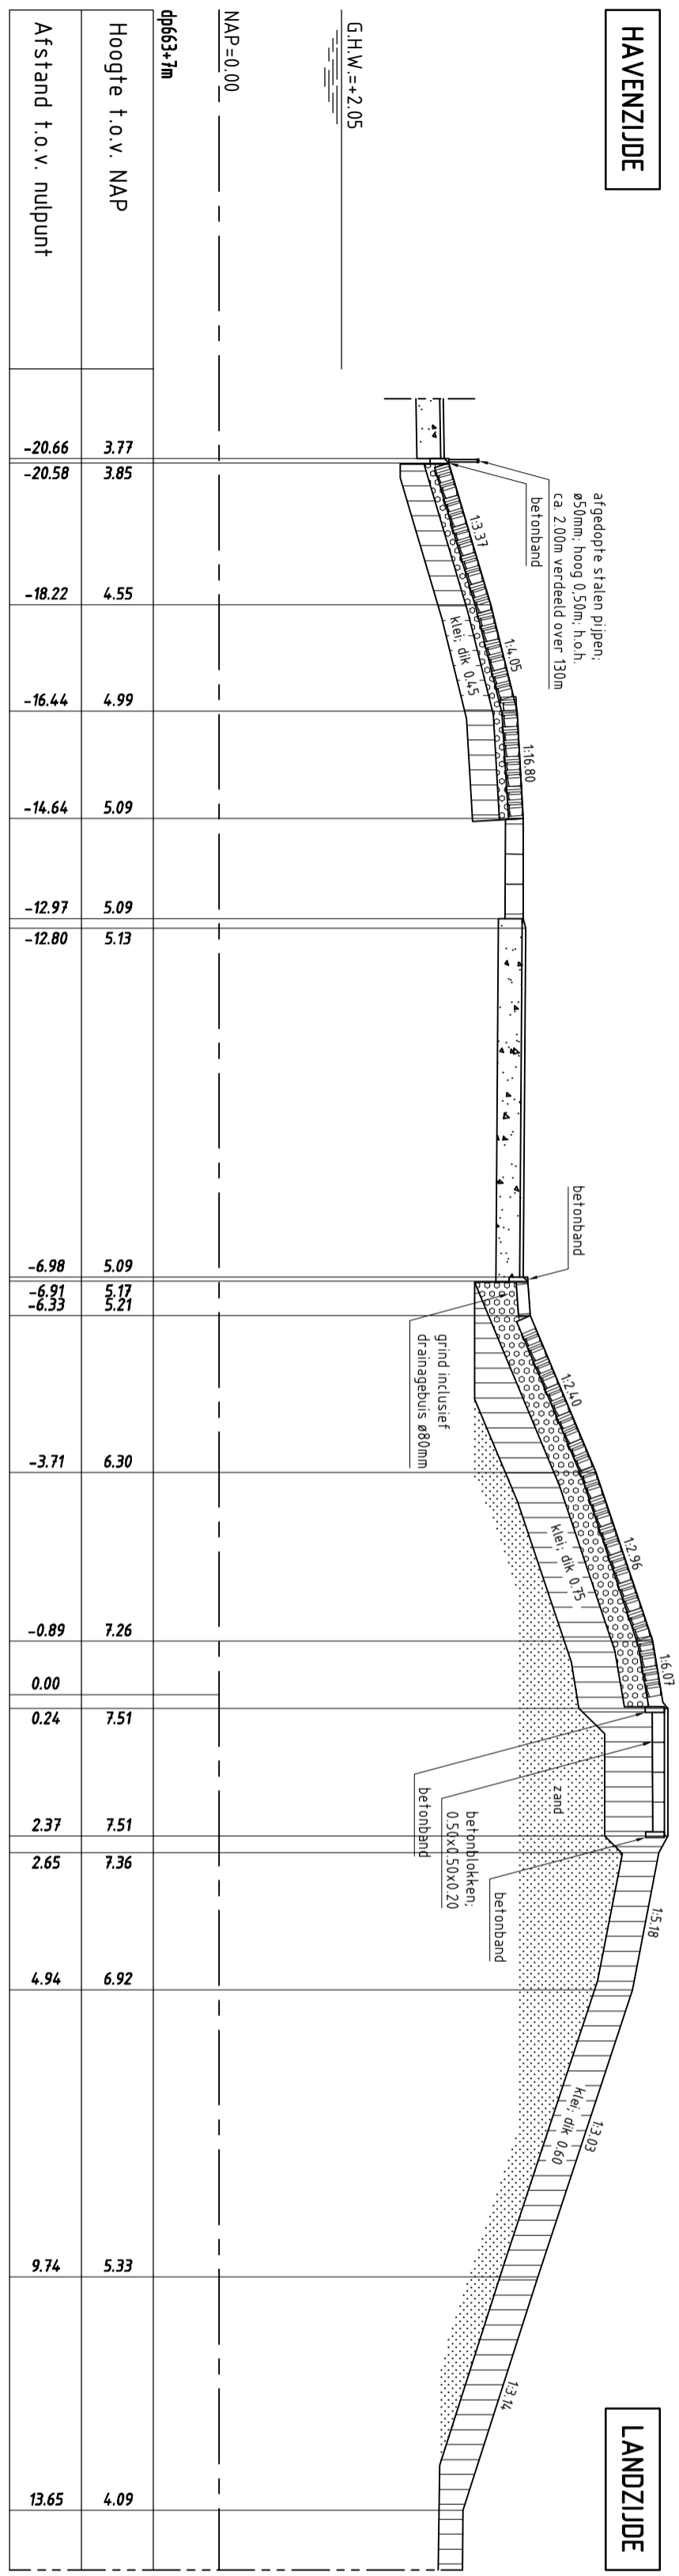 HAVENZIJDE
LANDZIJDE
afgedopte stalen pijpen;
ø50mm; hoog 0,50m; h.o.h.
ca. 2.00m verdeeld over 130m
betonband
1:3.37
1:4.05
1:16.80
klei; dik 0.45
betonband
grind inclusief
drainagebuis ø80mm
1:2.40
1:2.96
1:6.07
klei; dik 0.75
zand
betonband
betonblokken;
0.50x0.50x0.20
betonband
1:5.18
1:3.03
klei; dik 0.60
1:3.14
G.H.W.=+2.05
NAP=0.00
dp663+7m
Hoogte t.o.v. NAP
3.77
3.85
4.55
4.99
5.09
5.09
5.13
5.09
5.17
5.21
6.30
7.26
7.51
7.51
7.36
6.92
5.33
4.09
Afstand t.o.v. nulpunt
-20.66
-20.58
-18.22
-16.44
-14.64
-12.97
-12.80
-6.98
-6.91
-6.33
-3.71
-0.89
0.00
0.24
2.37
2.65
4.94
9.74
13.65